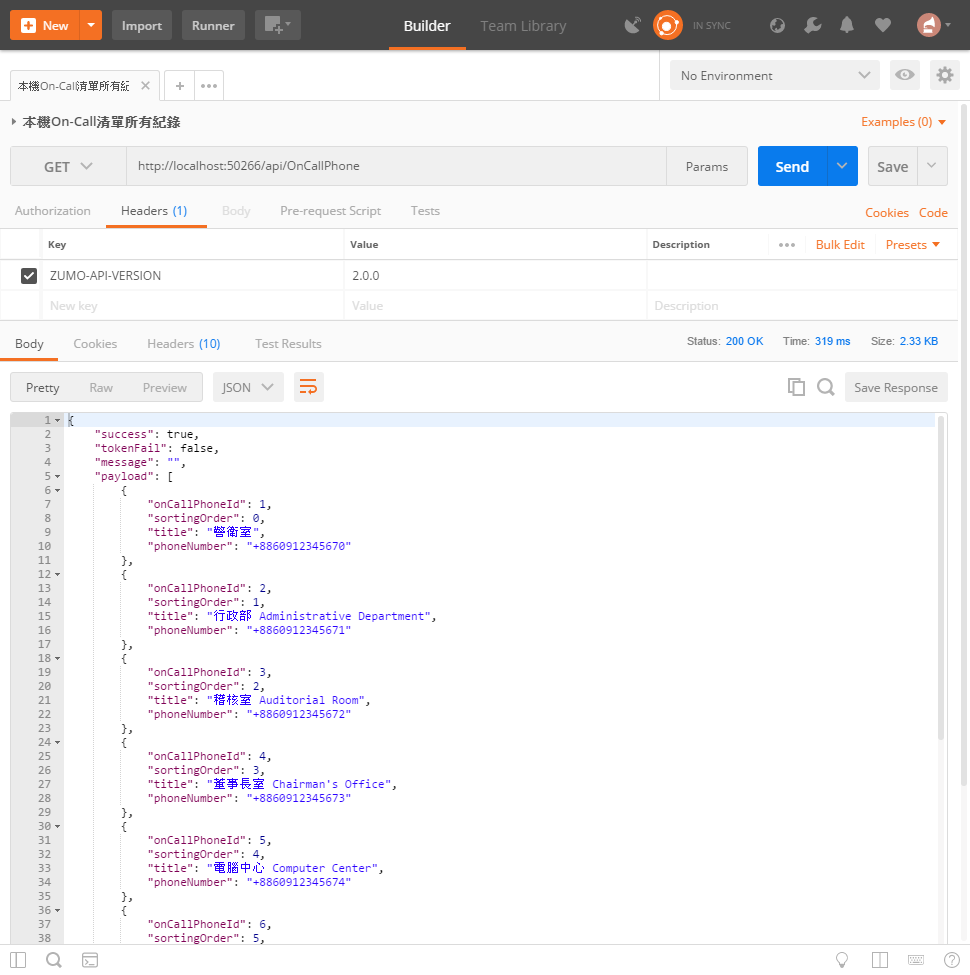 New Import Runner Builder Team Library IN SYNC
本機On-Call清單所有紀 No Environment
本機On-Call清單所有紀錄 Examples (0)
GET http://localhost:50266/api/OnCallPhone Params Send Save
Authorization Headers (1) Body Pre-request Script Tests Cookies Code
Key Value Description Bulk Edit Presets
ZUMO-API-VERSION 2.0.0
New key Value Description
Body Cookies Headers (10) Test Results Status: 200 OK Time: 319 ms Size: 2.33 KB
Pretty Raw Preview JSON Save Response
1 {
2 "success": true,
3 "tokenFail": false,
4 "message": "",
5 "payload": [
6 {
7 "onCallPhoneId": 1,
8 "sortingOrder": 0,
9 "title": "警衛室",
10 "phoneNumber": "+8860912345670"
11 },
12 {
13 "onCallPhoneId": 2,
14 "sortingOrder": 1,
15 "title": "行政部 Administrative Department",
16 "phoneNumber": "+8860912345671"
17 },
18 {
19 "onCallPhoneId": 3,
20 "sortingOrder": 2,
21 "title": "稽核室 Auditorial Room",
22 "phoneNumber": "+8860912345672"
23 },
24 {
25 "onCallPhoneId": 4,
26 "sortingOrder": 3,
27 "title": "董事長室 Chairman's Office",
28 "phoneNumber": "+8860912345673"
29 },
30 {
31 "onCallPhoneId": 5,
32 "sortingOrder": 4,
33 "title": "電腦中心 Computer Center",
34 "phoneNumber": "+8860912345674"
35 },
36 {
37 "onCallPhoneId": 6,
38 "sortingOrder": 5,